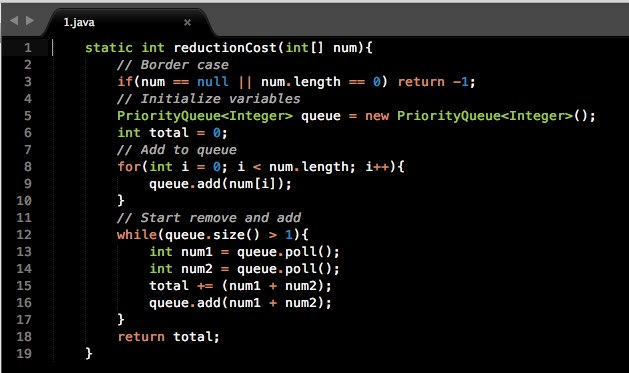 1.java ×
1 static int reductionCost(int[] num){
2 // Border case
3 if(num == null || num.length == 0) return -1;
4 // Initialize variables
5 PriorityQueue<Integer> queue = new PriorityQueue<Integer>();
6 int total = 0;
7 // Add to queue
8 for(int i = 0; i < num.length; i++){
9 queue.add(num[i]);
10 }
11 // Start remove and add
12 while(queue.size() > 1){
13 int num1 = queue.poll();
14 int num2 = queue.poll();
15 total += (num1 + num2);
16 queue.add(num1 + num2);
17 }
18 return total;
19 }